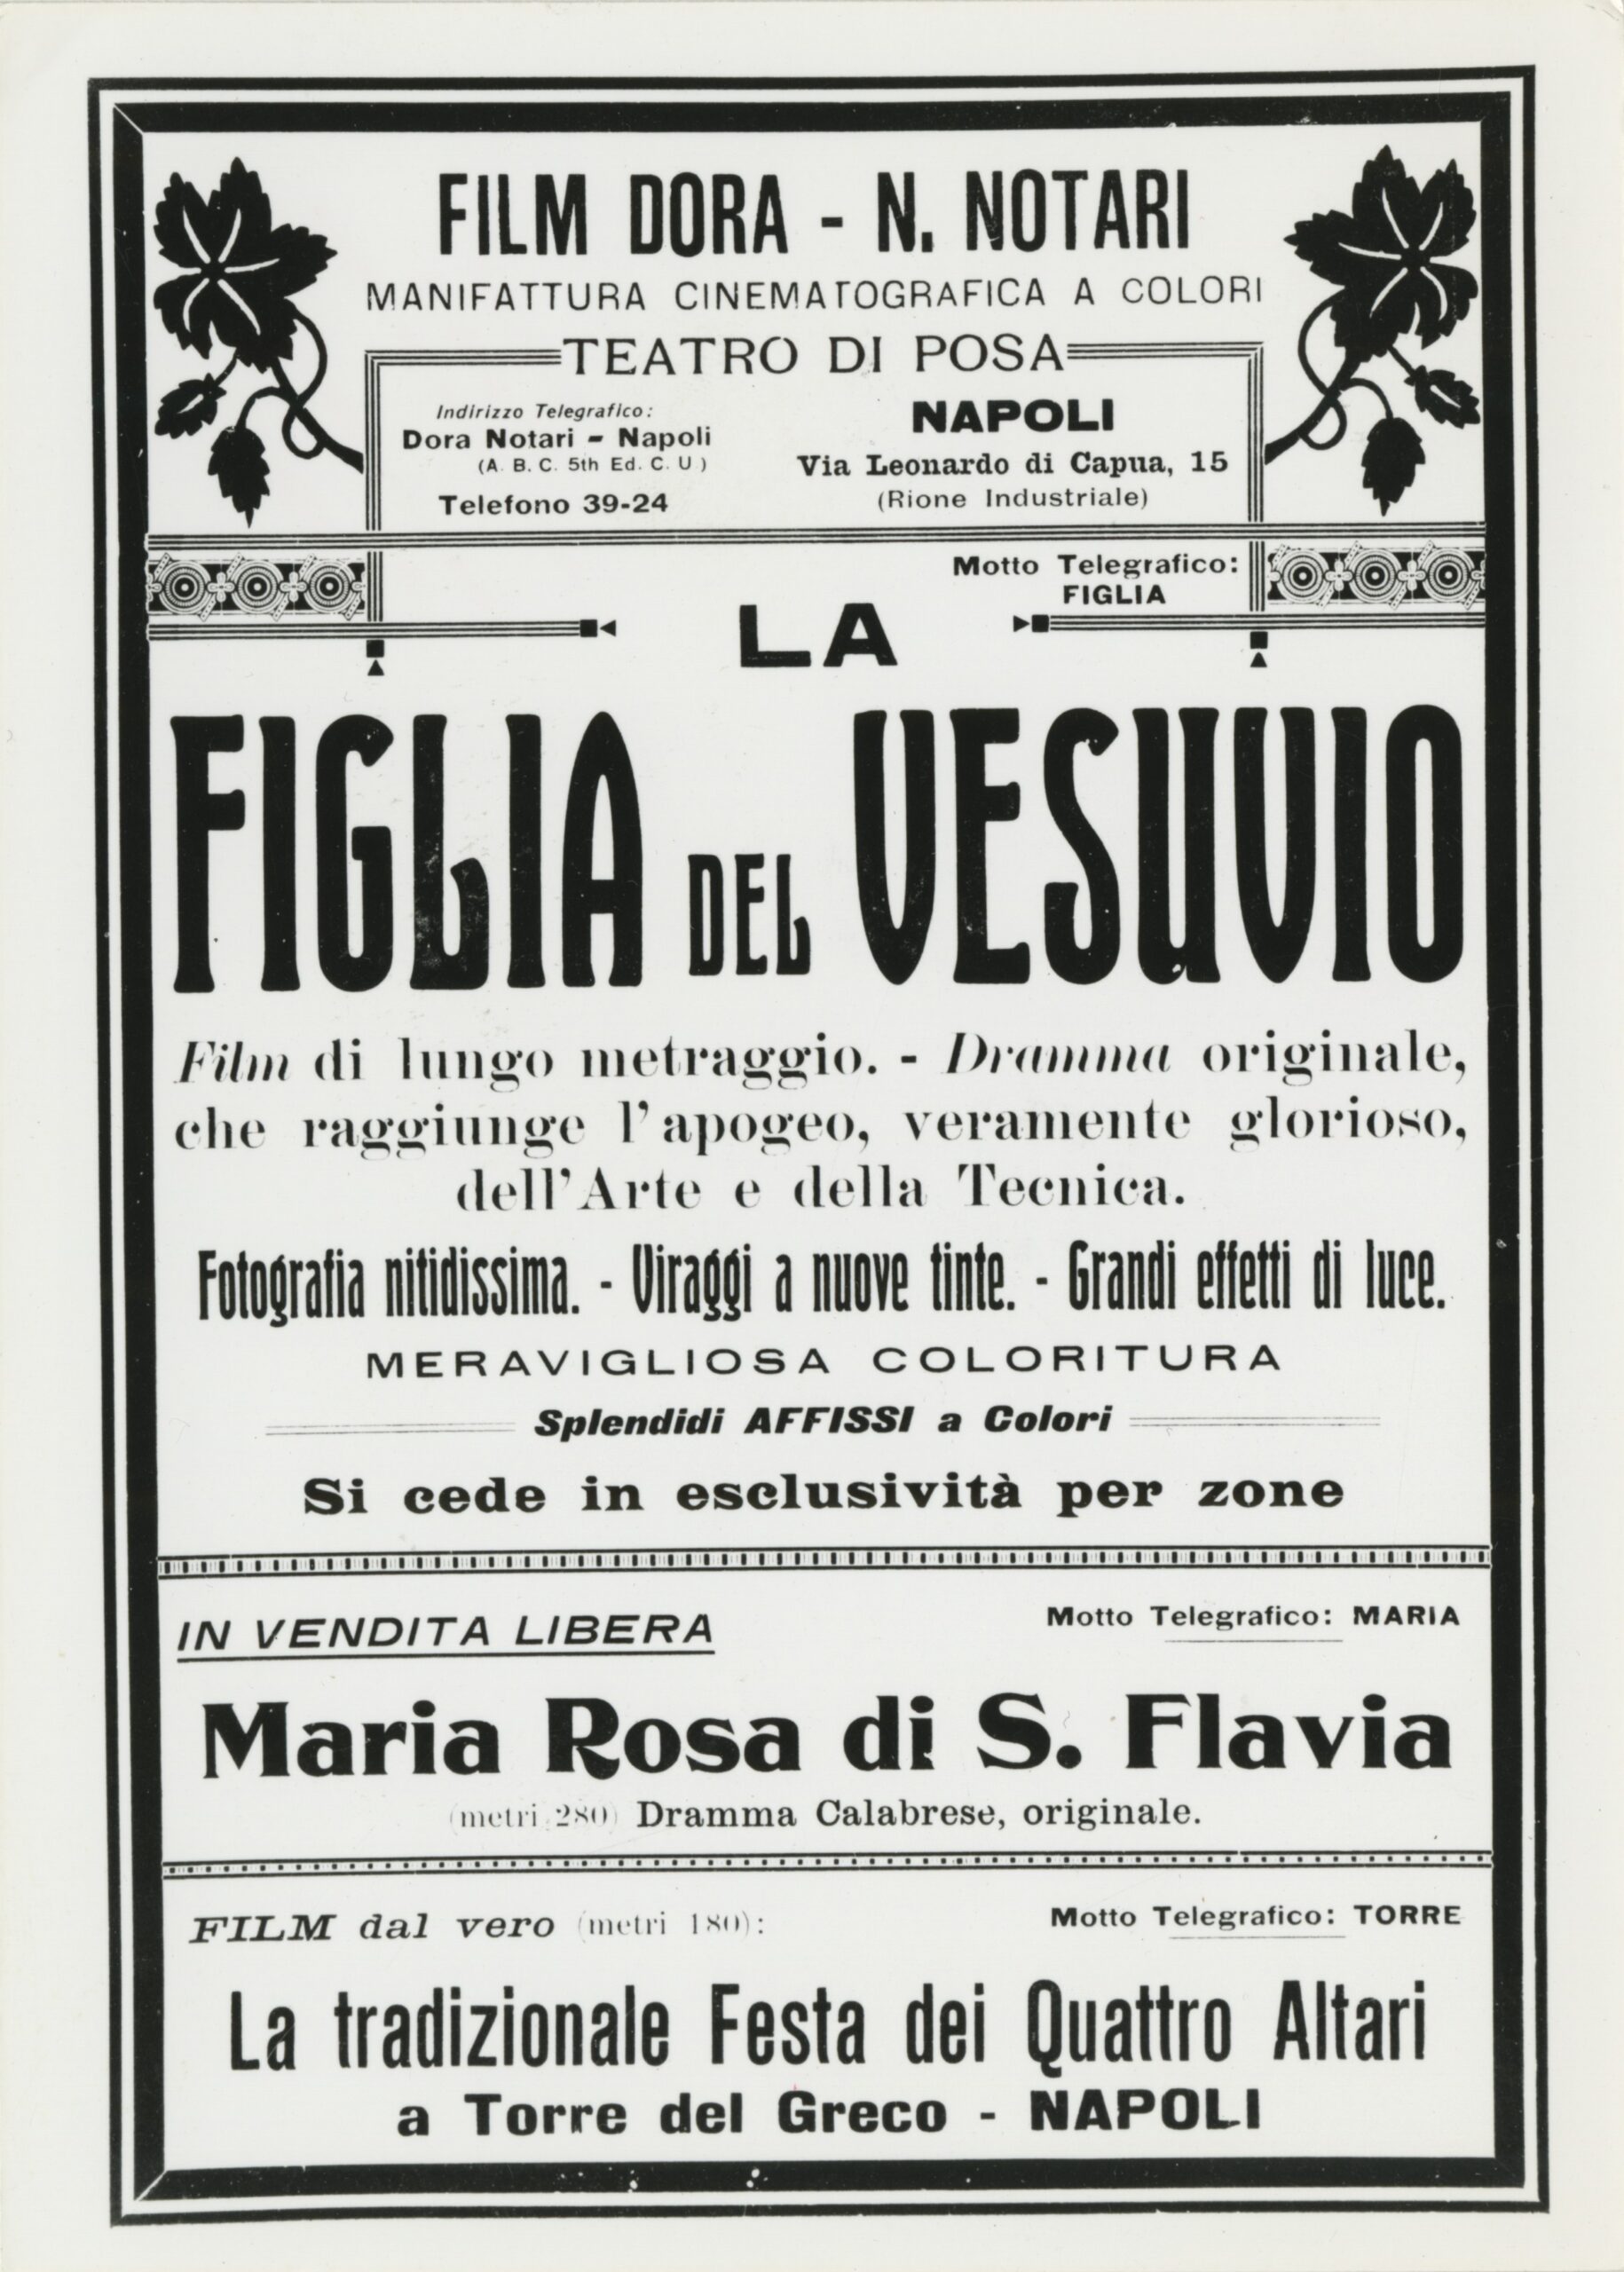 FILM DORA - N. NOTARI
MANIFATTURA CINEMATOGRAFICA A COLORI
TEATRO DI POSA
Indirizzo Telegrafico:
Dora Notari - Napoli
(A. B. C. 5th Ed. C. U.)
Telefono 39-24
NAPOLI
Via Leonardo di Capua, 15
(Rione Industriale)
Motto Telegrafico:
FIGLIA
LA
FIGLIA DEL VESUVIO
Film di lungo metraggio. - Dramma originale,
che raggiunge l'apogeo, veramente glorioso,
dell'Arte e della Tecnica.
Fotografia nitidissima. - Viraggi a nuove tinte. - Grandi effetti di luce.
MERAVIGLIOSA COLORITURA
Splendidi AFFISSI a Colori
Si cede in esclusività per zone
IN VENDITA LIBERA
Motto Telegrafico: MARIA
Maria Rosa di S. Flavia
(metri 280) Dramma Calabrese, originale.
FILM dal vero (metri 180):
Motto Telegrafico: TORRE
La tradizionale Festa dei Quattro Altari
a Torre del Greco - NAPOLI